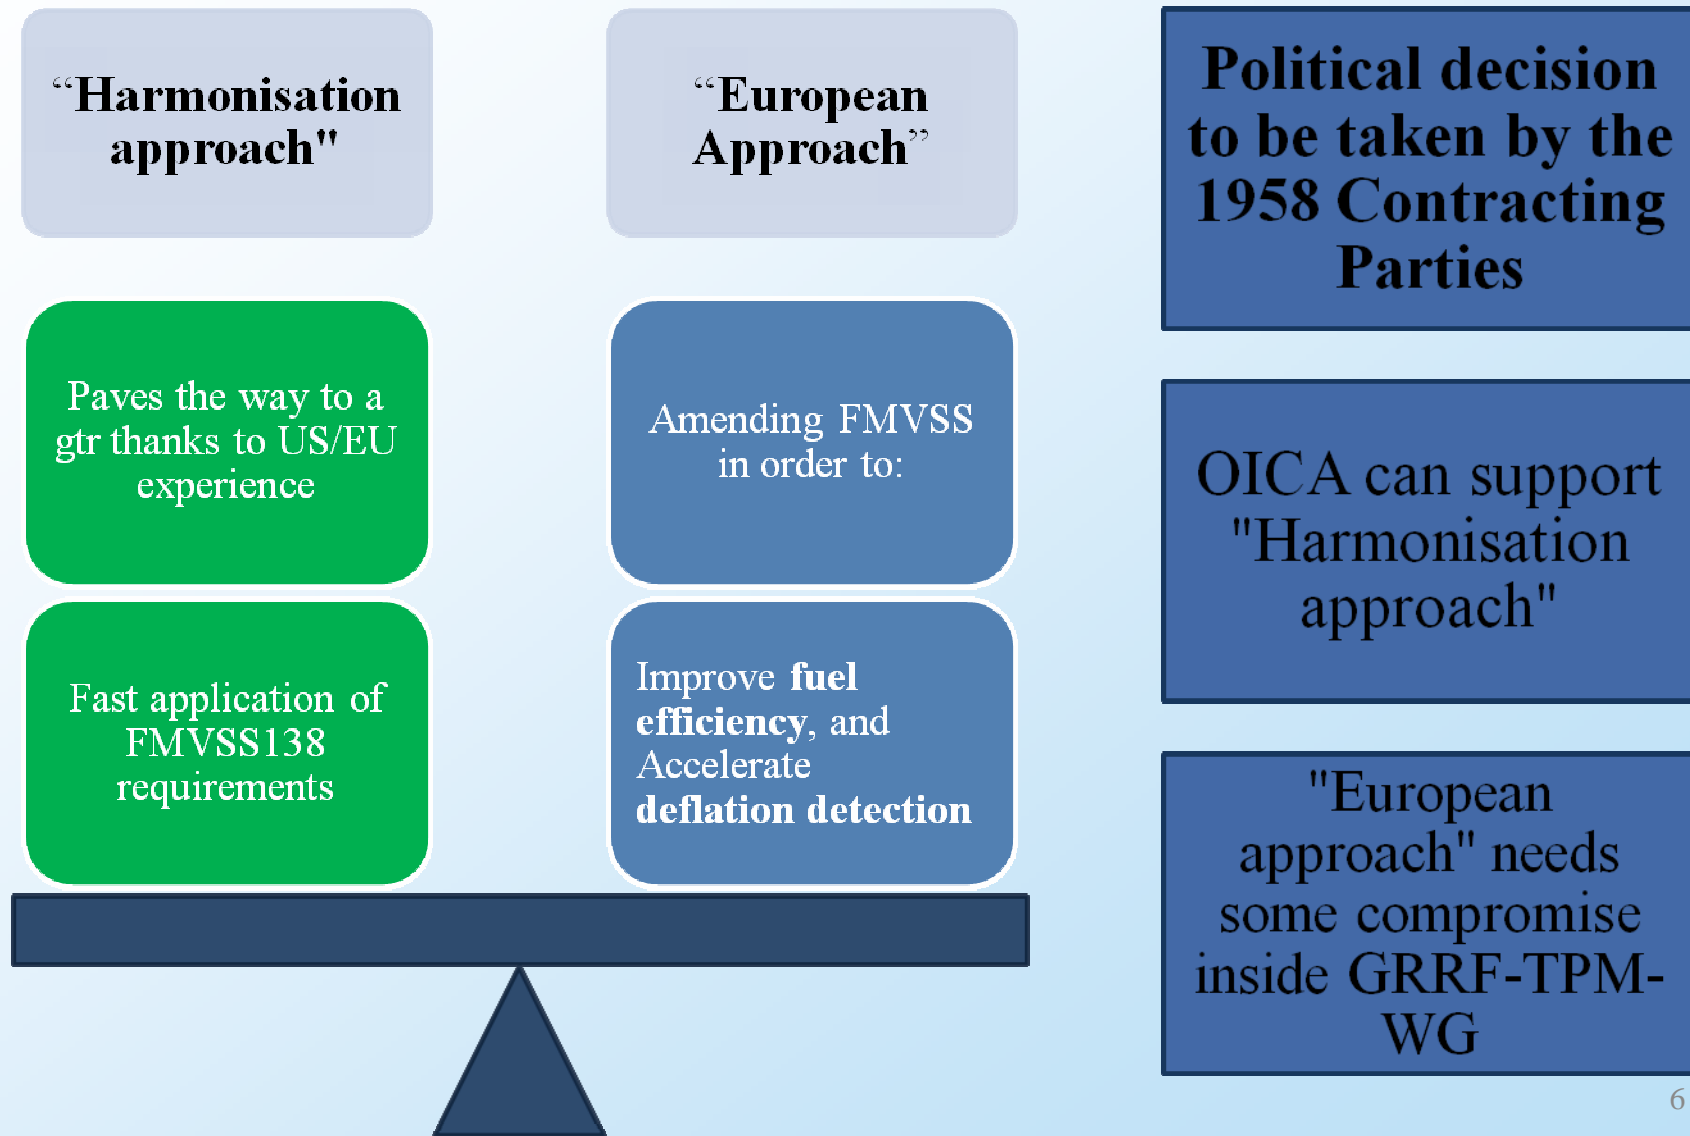 “Harmonisation
approach"
“European
Approach”
Paves the way to a
gtr thanks to US/EU
experience
Amending FMVSS
in order to:
Fast application of
FMVSS138
requirements
Improve fuel
efficiency, and
Accelerate
deflation detection
Political decision
to be taken by the
1958 Contracting
Parties
OICA can support
"Harmonisation
approach"
"European
approach" needs
some compromise
inside GRRF-TPM-
WG
6